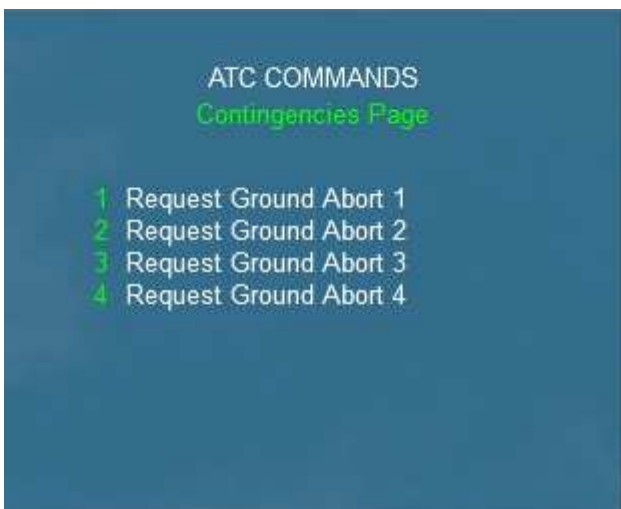 ATC COMMANDS
Contingencies Page
1 Request Ground Abort 1
2 Request Ground Abort 2
3 Request Ground Abort 3
4 Request Ground Abort 4